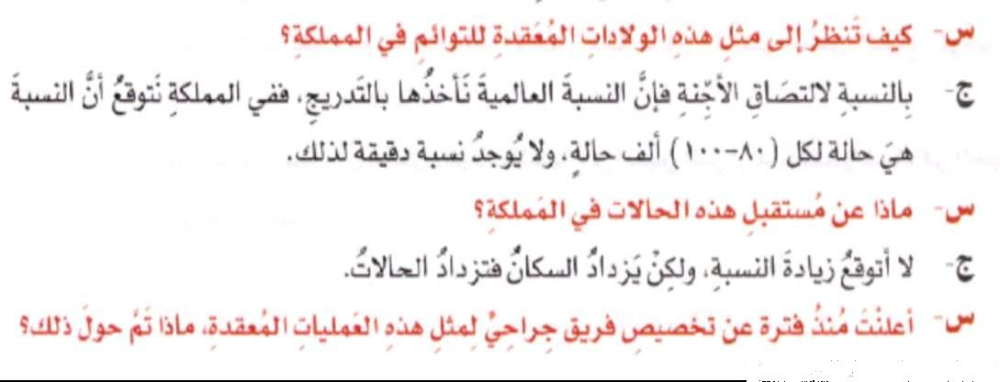 س- كيف تَنظرُ إلى مثلِ هذهِ الولاداتِ المُعَقدةِ للتوائمِ في المملكةِ؟
ج- بِالنسبةِ لالتصَاقِ الأجّنةِ فإنَّ النسبةَ العالميةَ نَأخذُها بالتَدريجِ، ففي المملكةِ نَتوقعُ أنَّ النسبةَ
هيَ حالة لكل (٨٠-١٠٠) ألف حالةٍ، ولا يُوجدُ نسبة دقيقة لذلك.
س- ماذا عن مُستقبلِ هذه الحالات في المَملكةِ؟
ج- لا أتوقعُ زيادةَ النسبةِ، ولكِنْ يَزدادُ السكانُ فتزدادُ الحالاتُ.
س- أعلنْتَ مُنذُ فترة عن تخصيصِ فريق جراحيٍّ لِمثلِ هذهِ العَملياتِ المُعقدةِ، ماذا تَمَّ حولَ ذلك؟